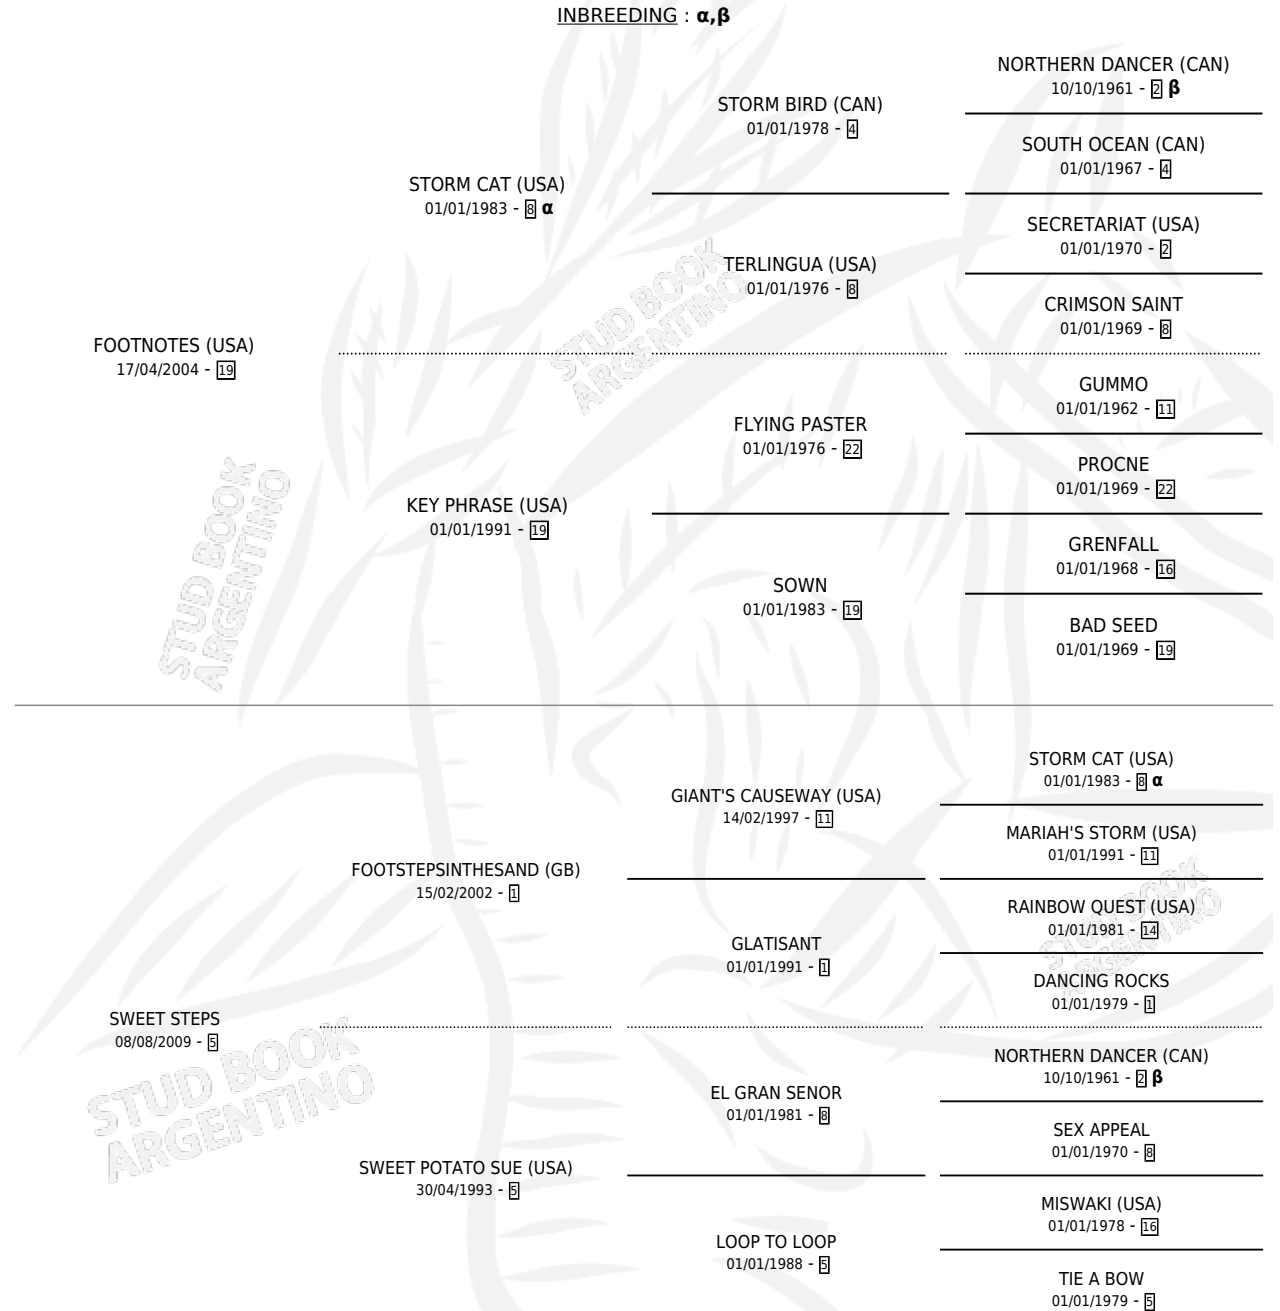 INBREEDING : α,β
NORTHERN DANCER (CAN)
10/10/1961 - 2 β
STORM BIRD (CAN)
01/01/1978 - 4
SOUTH OCEAN (CAN)
01/01/1967 - 4
STORM CAT (USA)
01/01/1983 - 8 α
SECRETARIAT (USA)
01/01/1970 - 2
TERLINGUA (USA)
01/01/1976 - 8
CRIMSON SAINT
01/01/1969 - 8
FOOTNOTES (USA)
17/04/2004 - 19
GUMMO
01/01/1962 - 11
FLYING PASTER
01/01/1976 - 22
PROCNE
01/01/1969 - 22
KEY PHRASE (USA)
01/01/1991 - 19
GRENFALL
01/01/1968 - 16
SOWN
01/01/1983 - 19
BAD SEED
01/01/1969 - 19
STORM CAT (USA)
01/01/1983 - 8 α
GIANT'S CAUSEWAY (USA)
14/02/1997 - 11
MARIAH'S STORM (USA)
01/01/1991 - 11
FOOTSTEPSINTHESAND (GB)
15/02/2002 - 1
RAINBOW QUEST (USA)
01/01/1981 - 14
GLATISANT
01/01/1991 - 1
DANCING ROCKS
01/01/1979 - 1
SWEET STEPS
08/08/2009 - 5
NORTHERN DANCER (CAN)
10/10/1961 - 2 β
EL GRAN SENOR
01/01/1981 - 8
SEX APPEAL
01/01/1970 - 8
SWEET POTATO SUE (USA)
30/04/1993 - 5
MISWAKI (USA)
01/01/1978 - 16
LOOP TO LOOP
01/01/1988 - 5
TIE A BOW
01/01/1979 - 5
STUD BOOK
ARGENTINO
STUD BOOK
ARGENTINO
STUD BOOK
ARGENTINO
STUD BOOK
ARGENTINO